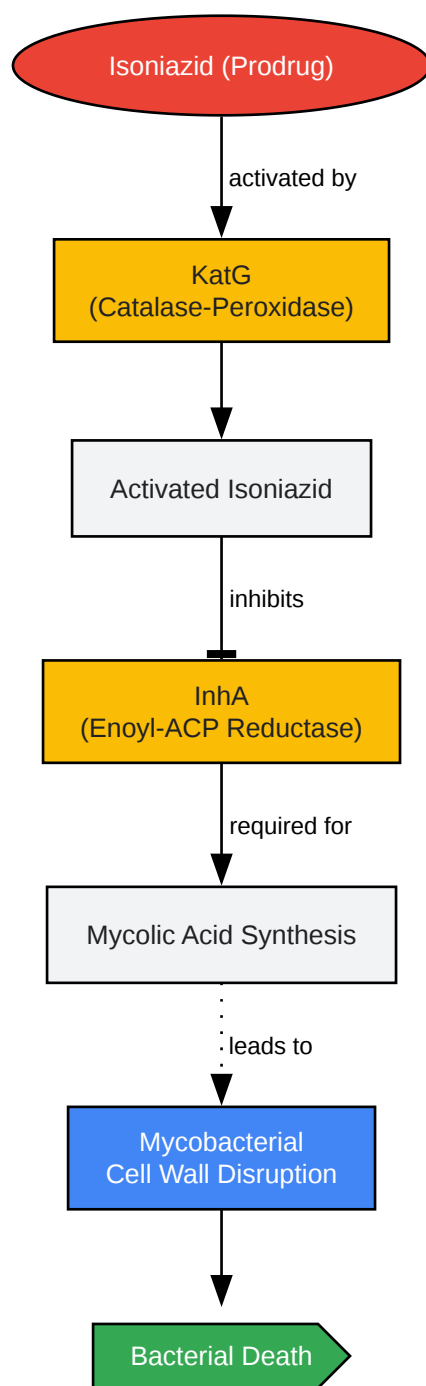 Isoniazid (Prodrug)
activated by
KatG
(Catalase-Peroxidase)
Activated Isoniazid
inhibits
InhA
(Enoyl-ACP Reductase)
required for
Mycolic Acid Synthesis
leads to
Mycobacterial
Cell Wall Disruption
Bacterial Death